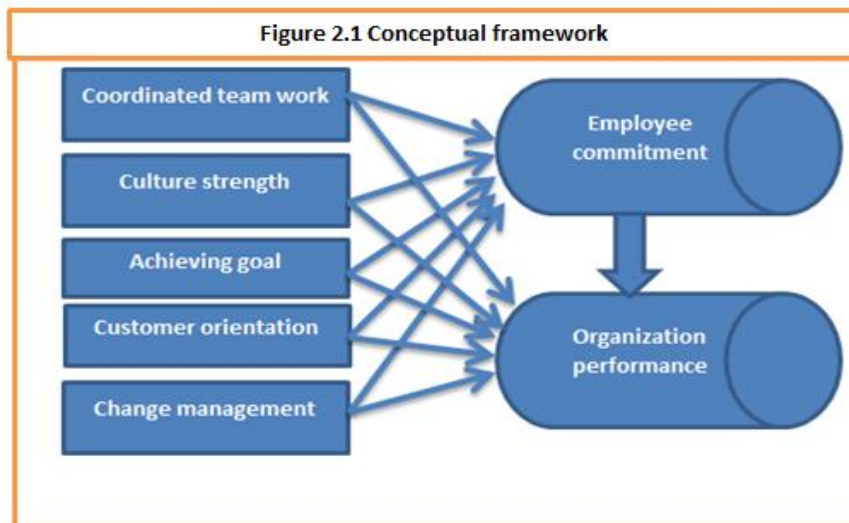 Figure 2.1 Conceptual framework
Coordinated team work
Culture strength
Achieving goal
Customer orientation
Change management
Employee
commitment
Organization
performance